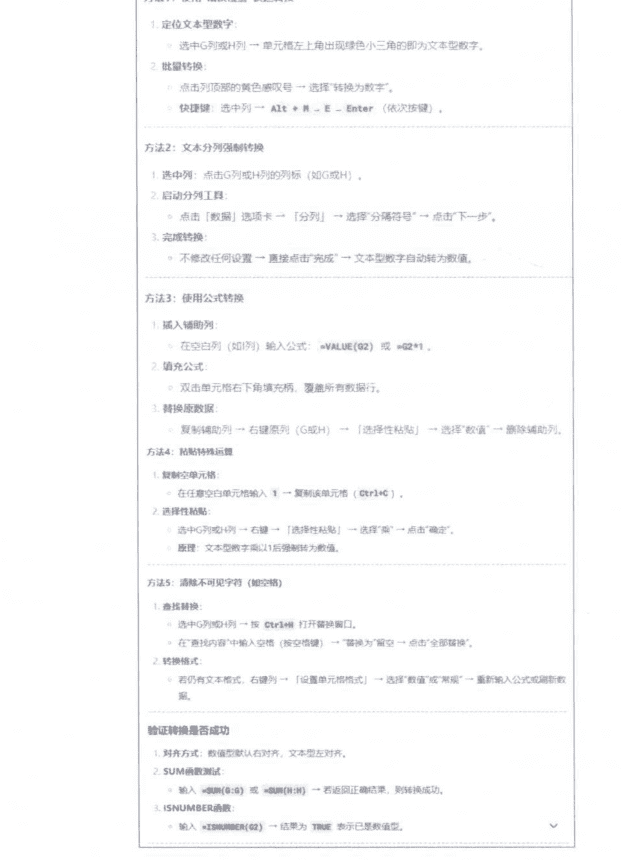 1. 定位文本型数字:
选中G列或H列 → 单元格左上角出现绿色小三角的即为文本型数字。
2. 批量转换:
点击列顶部的黄色感叹号 → 选择"转换为数字"。
快捷键: 选中列 → Alt + M → E → Enter (依次按键) 。
方法2: 文本分列强制转换
1. 选中列: 点击G列或H列的列标 (如G或H) 。
2. 启动分列工具:
点击「数据」选项卡 → 「分列」 → 选择"分隔符号" → 点击"下一步"。
3. 完成转换:
不修改任何设置 → 直接点击"完成" → 文本型数字自动转为数值。
方法3: 使用公式转换
1. 插入辅助列:
在空白列 (如I列) 输入公式: =VALUE(G2) 或 =G2*1 。
2. 填充公式:
双击单元格右下角填充柄, 覆盖所有数据行。
3. 替换原数据:
复制辅助列 → 右键原列 (G或H) → 「选择性粘贴」 → 选择"数值" → 删除辅助列。
方法4: 粘贴特殊运算
1. 复制空单元格:
在任意空白单元格输入 1 → 复制该单元格 (Ctrl+C) 。
2. 选择性粘贴:
选中G列或H列 → 右键 → 「选择性粘贴」 → 选择"乘" → 点击"确定"。
原理: 文本型数字乘以1后强制转为数值。
方法5: 清除不可见字符 (如空格)
1. 查找替换:
选中G列或H列 → 按 Ctrl+H 打开替换窗口。
在"查找内容"中输入空格 (按空格键) → "替换为"留空 → 点击"全部替换"。
2. 转换格式:
若仍有文本格式, 右键列 → 「设置单元格格式」 → 选择"数值"或"常规" → 重新输入公式或刷新数
据。
验证转换是否成功
1. 对齐方式: 数值型默认右对齐, 文本型左对齐。
2. SUM函数测试:
输入 =SUM(G:G) 或 =SUM(H:H) → 若返回正确结果, 则转换成功。
3. ISNUMBER函数:
输入 =ISNUMBER(G2) → 结果为 TRUE 表示已是数值型。